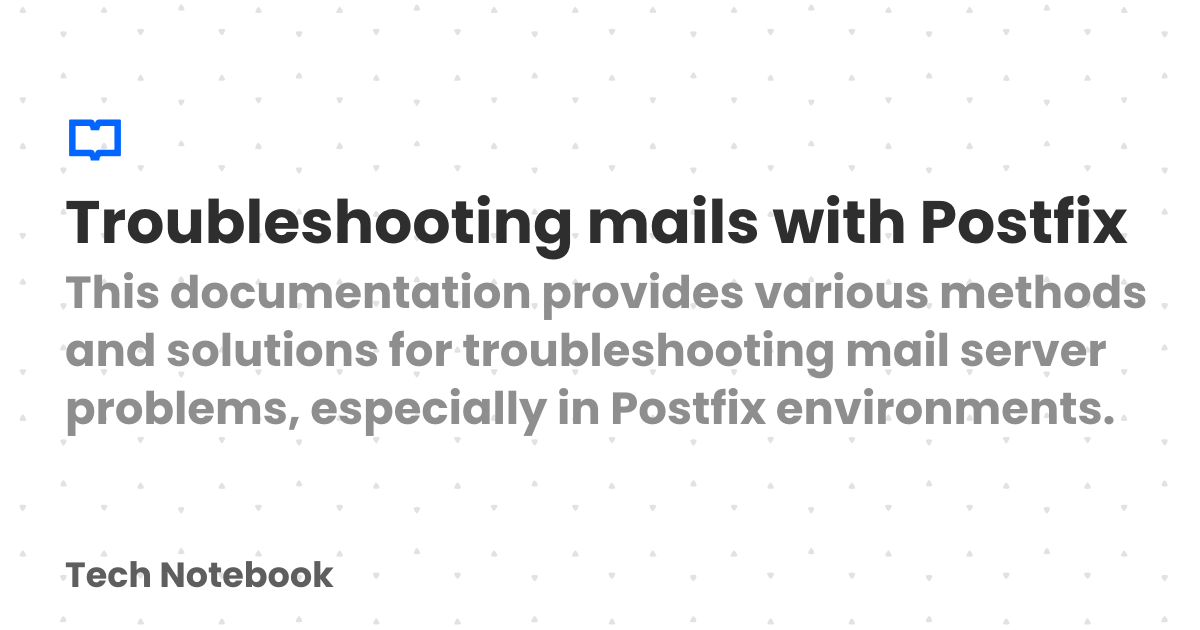 Troubleshooting mails with Postfix
This documentation provides various methods
and solutions for troubleshooting mail server
problems, especially in Postfix environments.
Tech Notebook